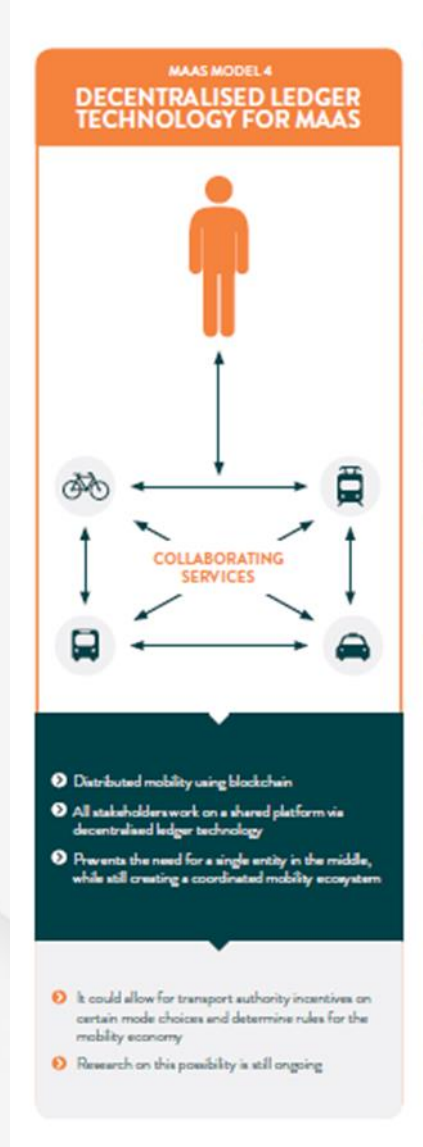 MAAS MODEL 4
DECENTRALISED LEDGER
TECHNOLOGY FOR MAAS
COLLABORATING
SERVICES
Distributed mobility using blockchain
All stakeholders work on a shared platform via
decentralised ledger technology
Prevents the need for a single entity in the middle,
while still creating a coordinated mobility ecosystem
It could allow for transport authority incentives on
certain mode choices and determine rules for the
mobility economy
Research on this possibility is still ongoing